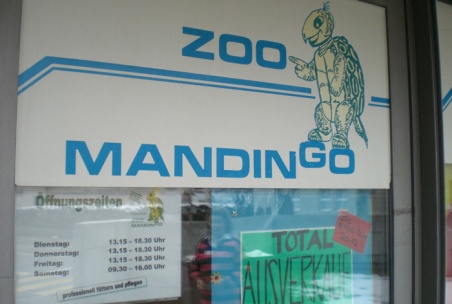 ZOO
MANDINGO
Öffnungszeiten
MANDINGO
Dienstag: 13.15 – 18.30 Uhr
Donnerstag: 13.15 – 18.30 Uhr
Freitag: 13.15 – 18.30 Uhr
Samstag: 09.30 – 16.00 Uhr
professionell füttern und pflegen
TOTAL
AUSVERKAUF